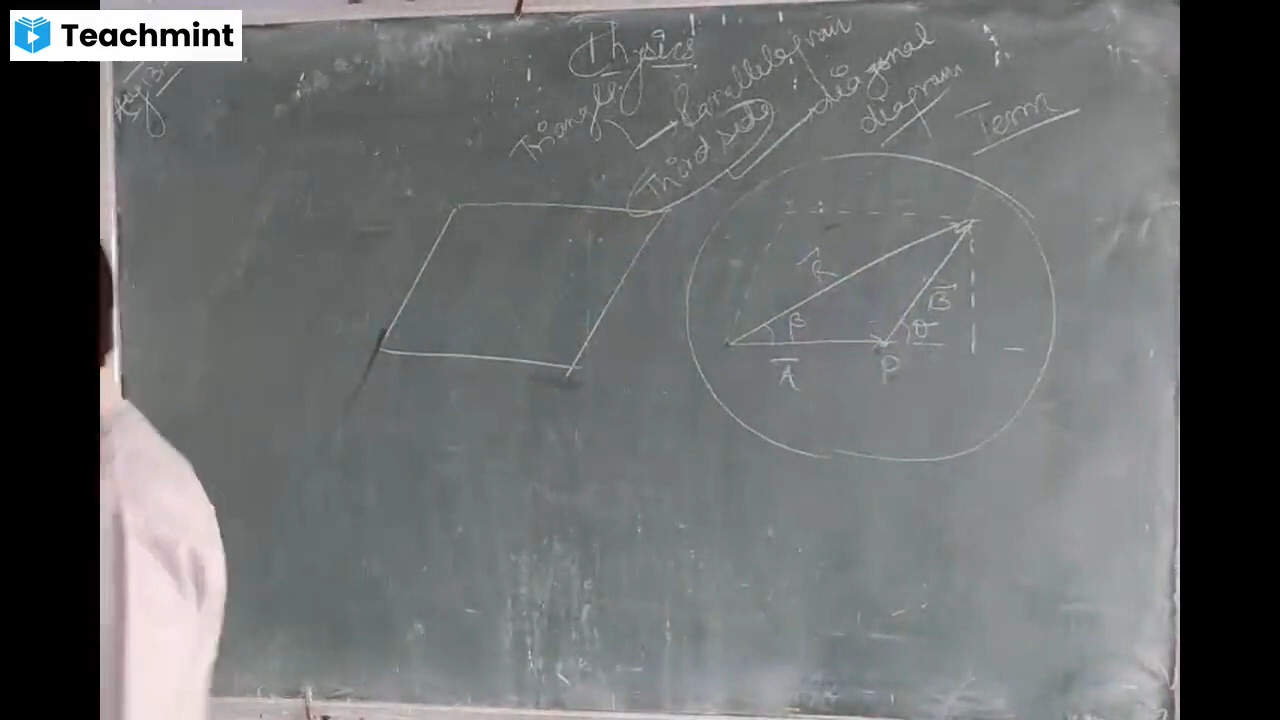 Teachmint
Physics
Triangle Parallelogram
Third side diagonal
diagram
Term
R
β
A
P
B
θ